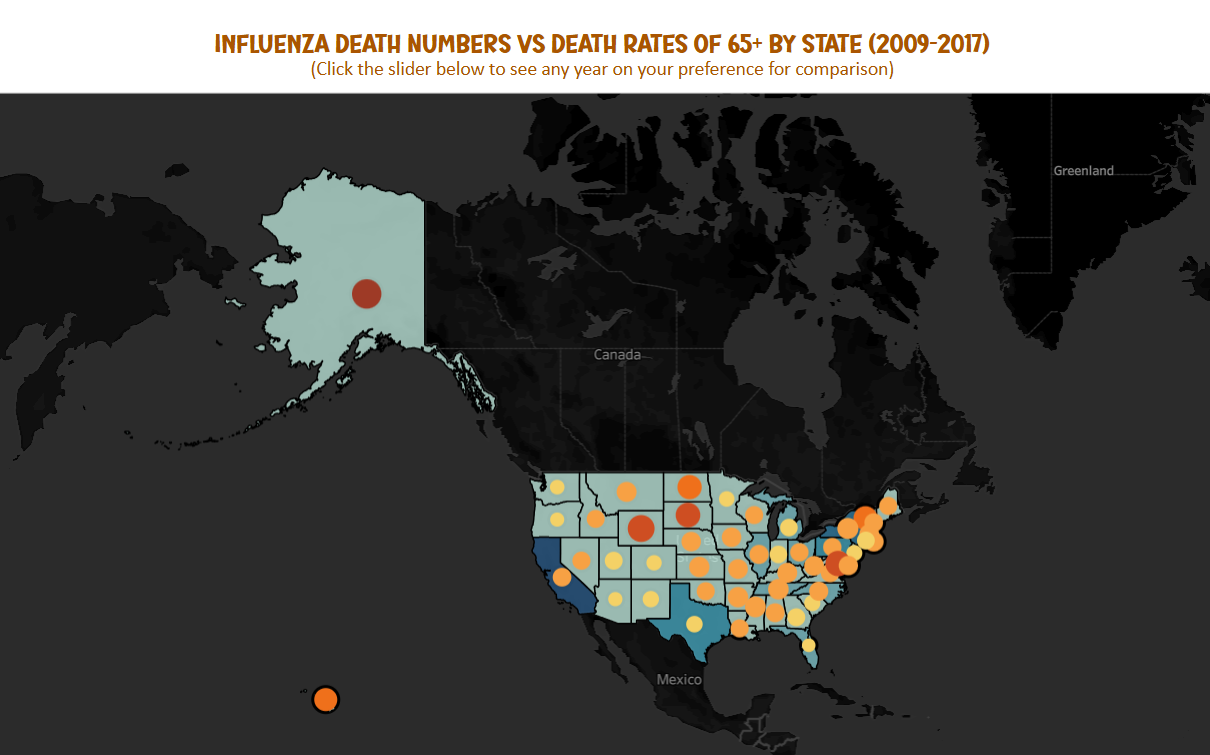 INFLUENZA DEATH NUMBERS VS DEATH RATES OF 65+ BY STATE (2009-2017)
(Click the slider below to see any year on your preference for comparison)
Greenland
Canada
Mexico